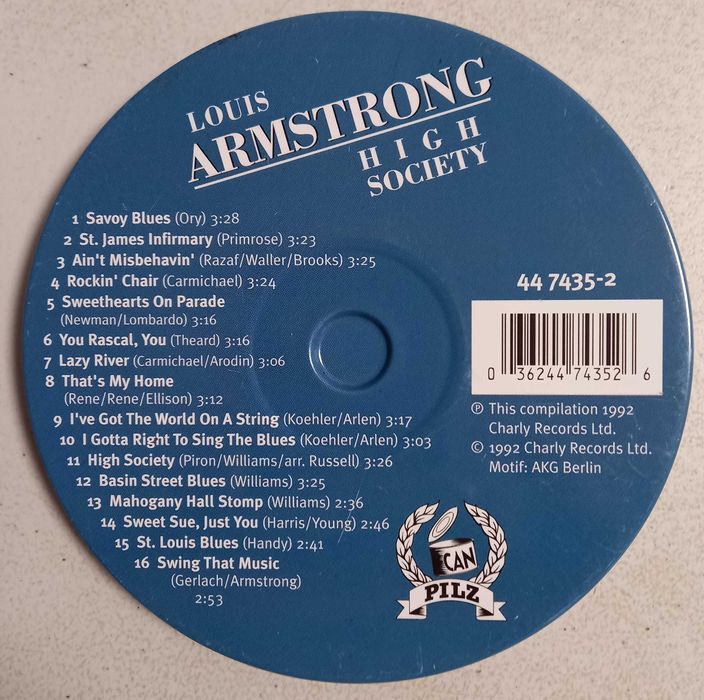 LOUIS
ARMSTRONG
HIGH
SOCIETY
1 Savoy Blues (Ory) 3:28
2 St. James Infirmary (Primrose) 3:23
3 Ain't Misbehavin' (Razaf/Waller/Brooks) 3:25
4 Rockin' Chair (Carmichael) 3:24
5 Sweethearts On Parade
(Newman/Lombardo) 3:16
6 You Rascal, You (Theard) 3:16
7 Lazy River (Carmichael/Arodin) 3:06
8 That's My Home
(Rene/Rene/Ellison) 3:12
9 I've Got The World On A String (Koehler/Arlen) 3:17
10 I Gotta Right To Sing The Blues (Koehler/Arlen) 3:03
11 High Society (Piron/Williams/arr. Russell) 3:26
12 Basin Street Blues (Williams) 3:25
13 Mahogany Hall Stomp (Williams) 2:36
14 Sweet Sue, Just You (Harris/Young) 2:46
15 St. Louis Blues (Handy) 2:41
16 Swing That Music
(Gerlach/Armstrong)
2:53
44 7435-2
0 36244 74352 6
℗ This compilation 1992
Charly Records Ltd.
© 1992 Charly Records Ltd.
Motif: AKG Berlin
CAN
PILZ